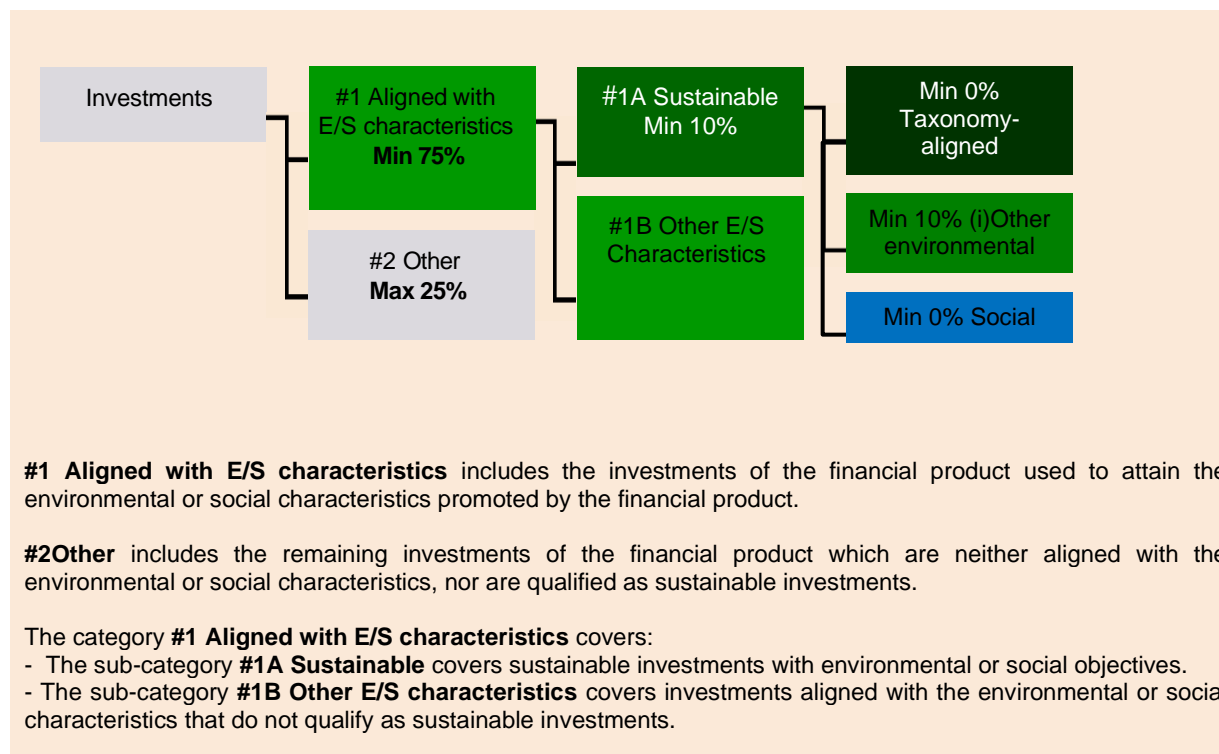 Investments
#1 Aligned with
E/S characteristics
Min 75%
#2 Other
Max 25%
#1A Sustainable
Min 10%
#1B Other E/S
Characteristics
Min 0%
Taxonomy-
aligned
Min 10% (i)Other
environmental
Min 0% Social
#1 Aligned with E/S characteristics includes the investments of the financial product used to attain the
environmental or social characteristics promoted by the financial product.
#2Other includes the remaining investments of the financial product which are neither aligned with the
environmental or social characteristics, nor are qualified as sustainable investments.
The category #1 Aligned with E/S characteristics covers:
- The sub-category #1A Sustainable covers sustainable investments with environmental or social objectives.
- The sub-category #1B Other E/S characteristics covers investments aligned with the environmental or social
characteristics that do not qualify as sustainable investments.